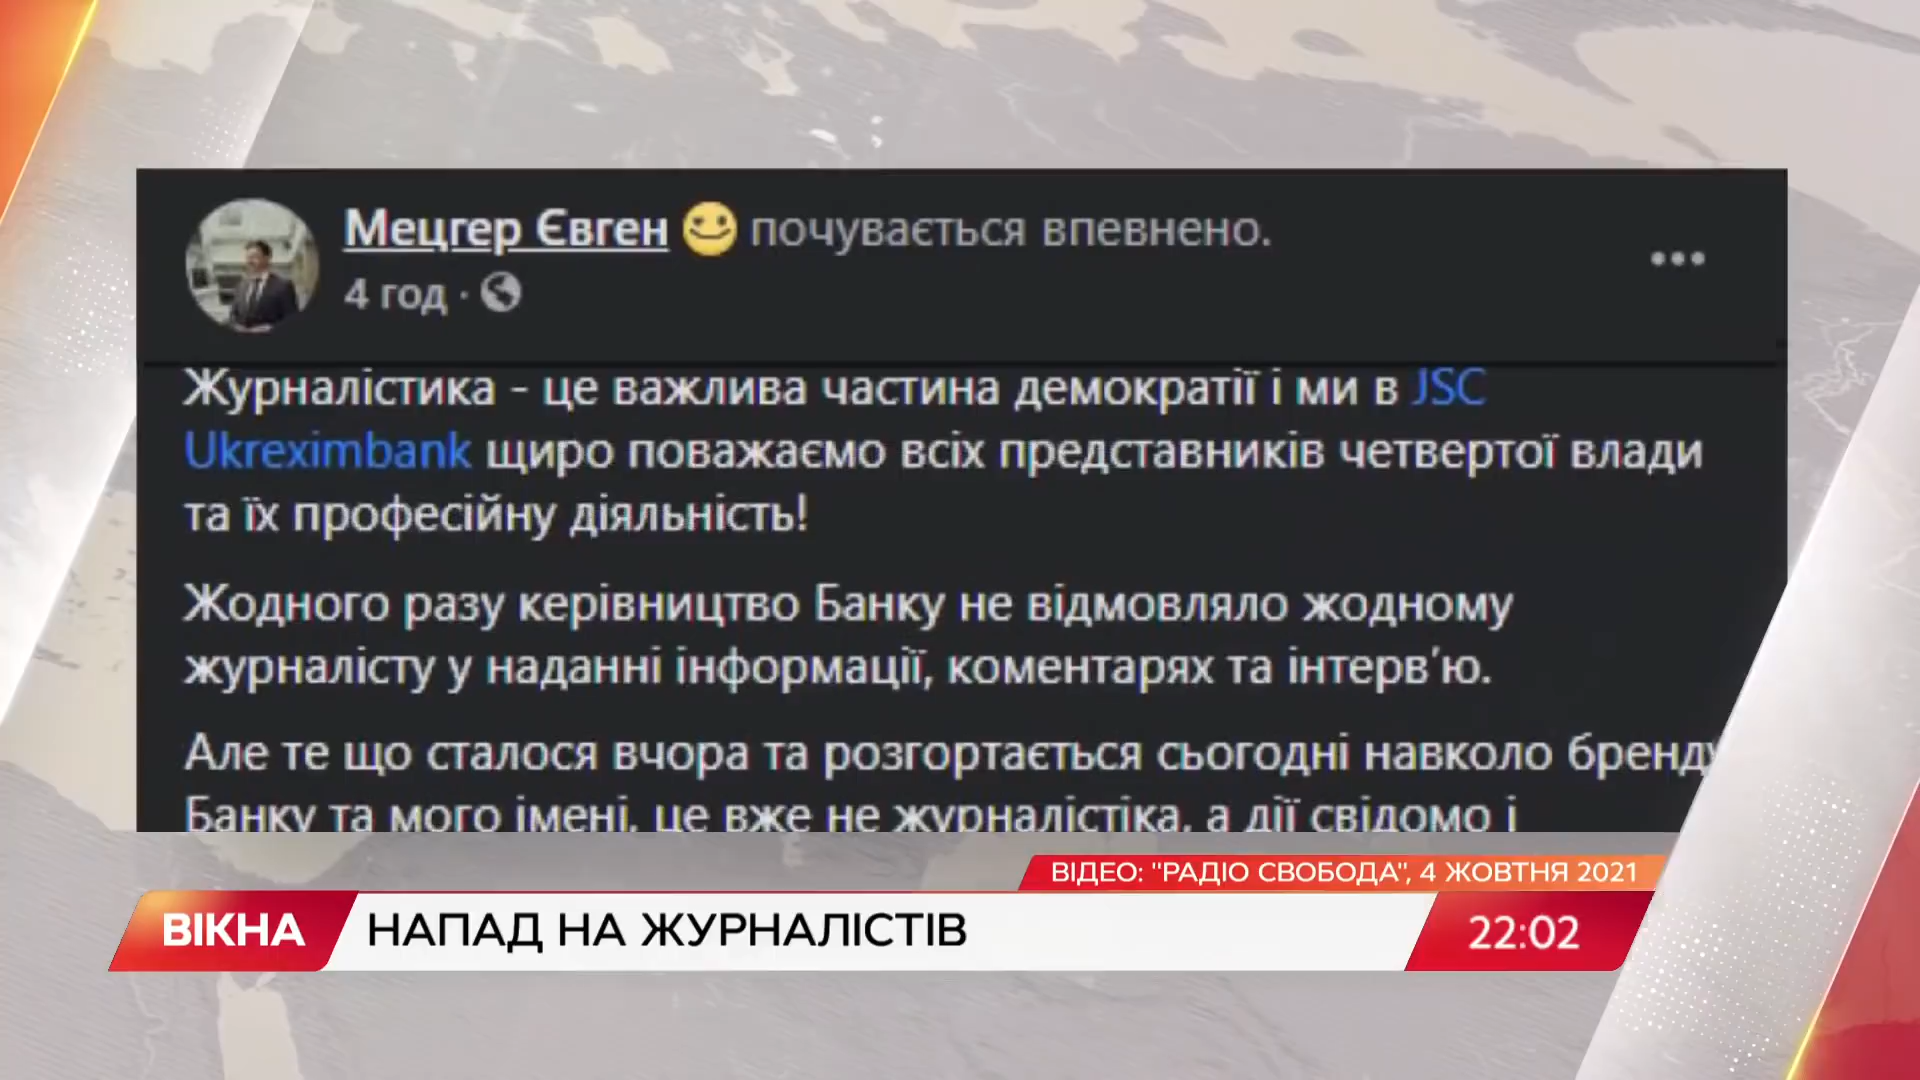 Мецгер Євген почувається впевнено.
4 год ·
Журналістика - це важлива частина демократії і ми в JSC
Ukreximbank щиро поважаємо всіх представників четвертої влади
та їх професійну діяльність!
Жодного разу керівництво Банку не відмовляло жодному
журналісту у наданні інформації, коментарях та інтерв’ю.
Але те що сталося вчора та розгортається сьогодні навколо бренду
Банку та мого імені, це вже не журналістіка, а дії свідомо і
ВІДЕО: "РАДІО СВОБОДА", 4 ЖОВТНЯ 2021
ВІКНА НАПАД НА ЖУРНАЛІСТІВ 22:02